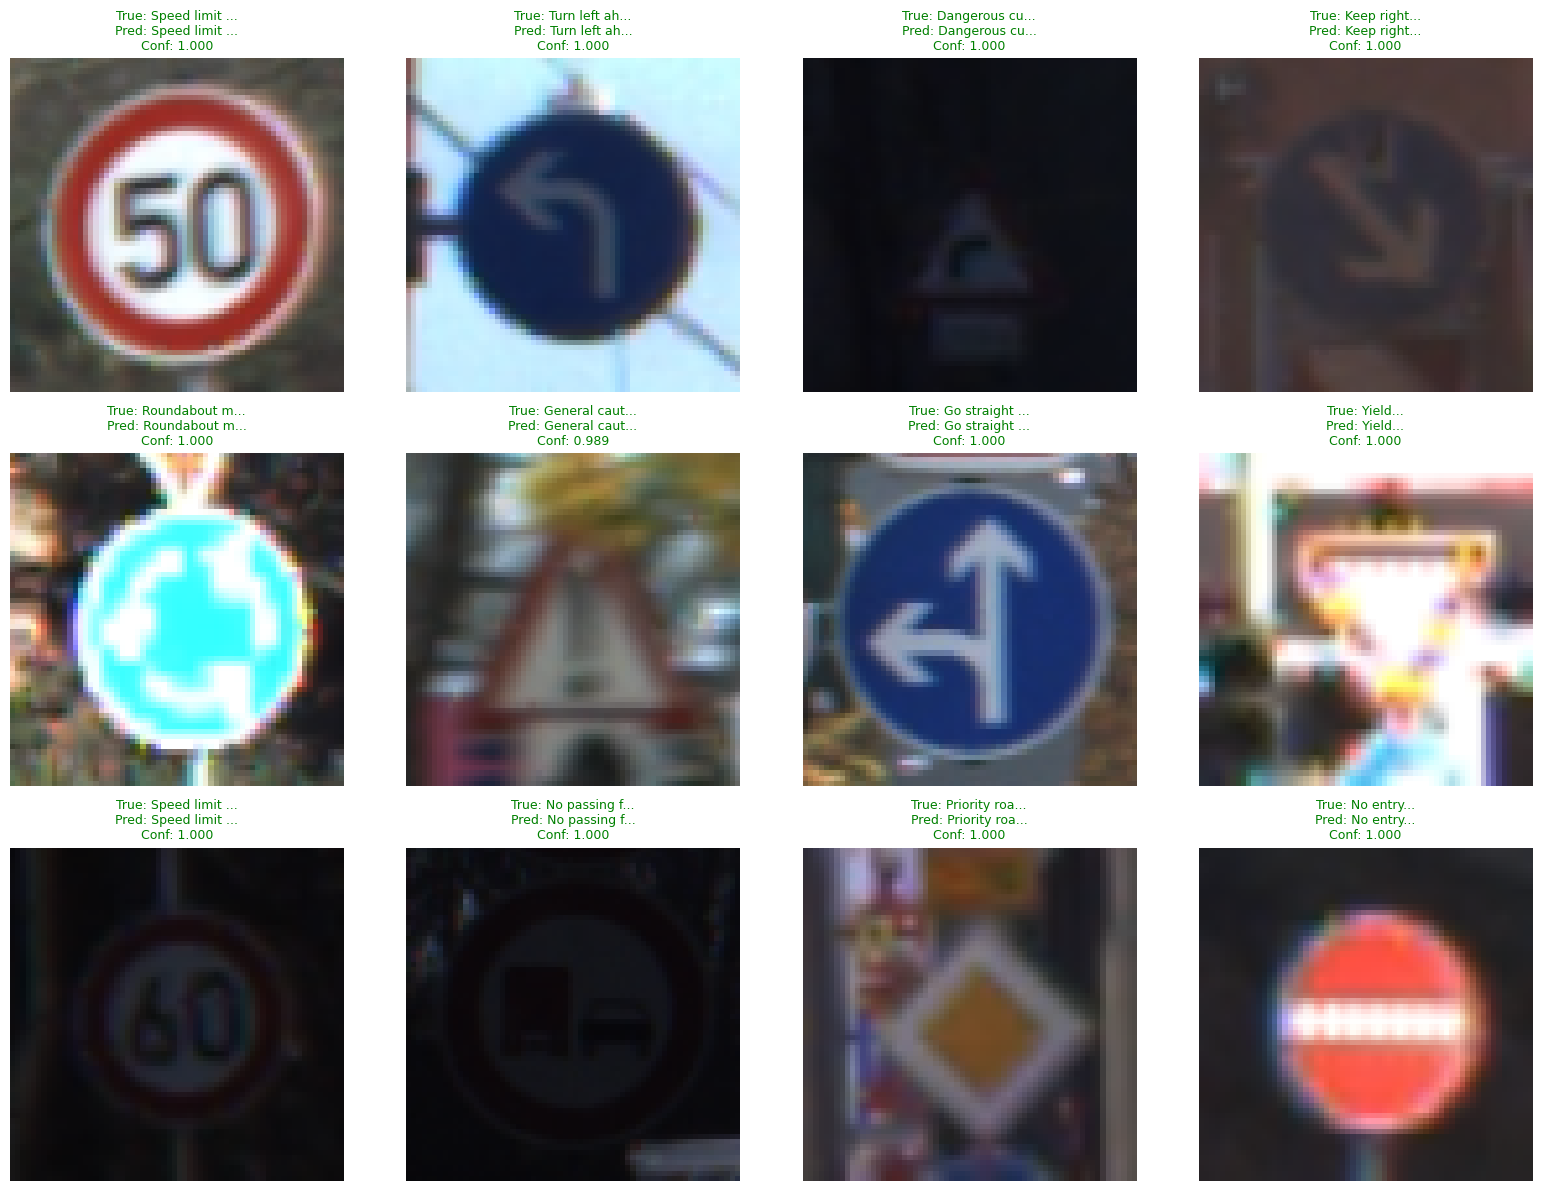 True: Speed limit ...
Pred: Speed limit ...
Conf: 1.000
True: Turn left ah...
Pred: Turn left ah...
Conf: 1.000
True: Dangerous cu...
Pred: Dangerous cu...
Conf: 1.000
True: Keep right...
Pred: Keep right...
Conf: 1.000
50
True: Roundabout m...
Pred: Roundabout m...
Conf: 1.000
True: General caut...
Pred: General caut...
Conf: 0.989
True: Go straight ...
Pred: Go straight ...
Conf: 1.000
True: Yield...
Pred: Yield...
Conf: 1.000
True: Speed limit ...
Pred: Speed limit ...
Conf: 1.000
True: No passing f...
Pred: No passing f...
Conf: 1.000
True: Priority roa...
Pred: Priority roa...
Conf: 1.000
True: No entry...
Pred: No entry...
Conf: 1.000
60